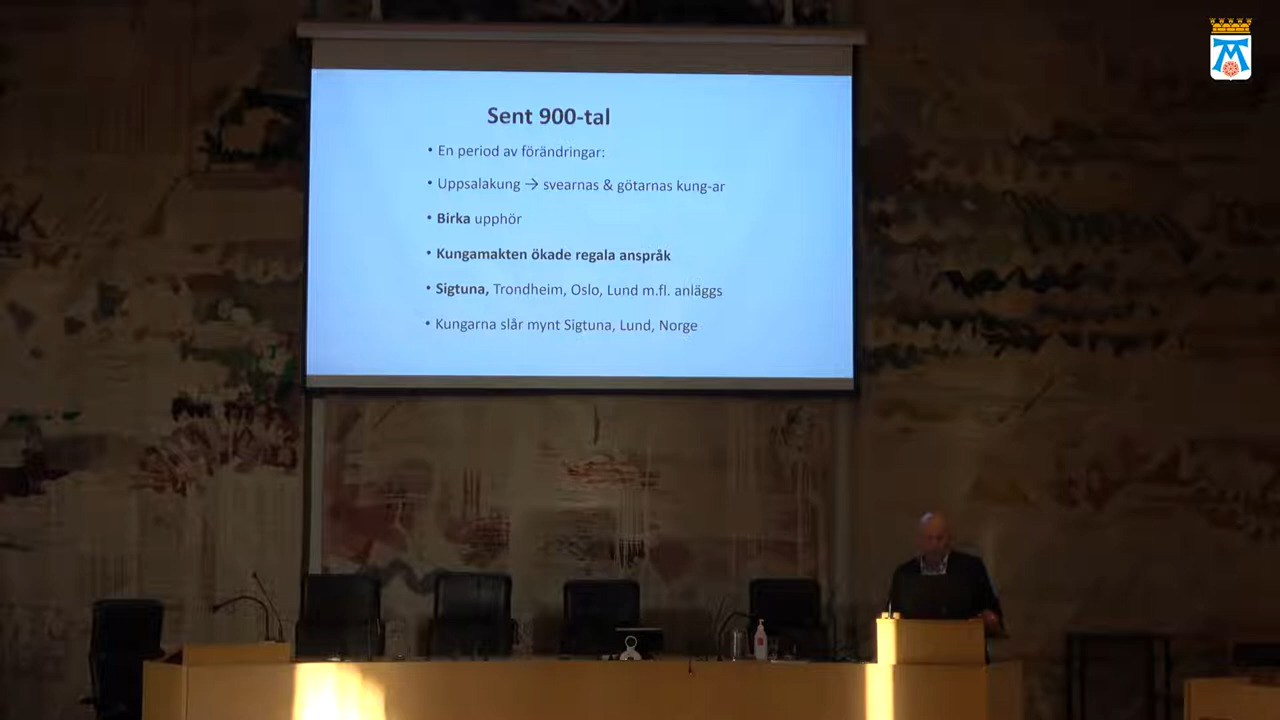 Sent 900-tal
• En period av förändringar:
• Uppsalakung → svearnas & götarnas kung-ar
• Birka upphör
• Kungamakten ökade regala anspråk
• Sigtuna, Trondheim, Oslo, Lund m.fl. anläggs
• Kungarna slår mynt Sigtuna, Lund, Norge